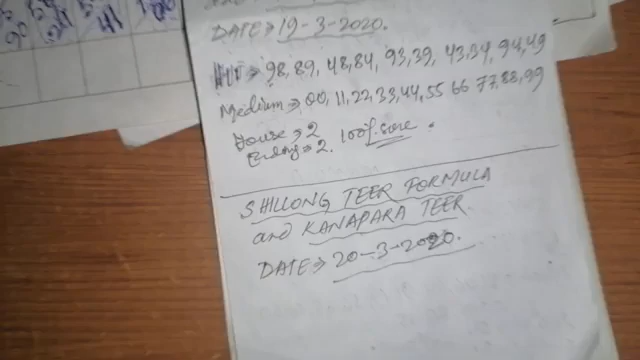 DATE⇒ 19-3-2020.
HIT ⇒ 98,89, 48,84, 93,39, 43,34, 94,49
Medium ⇒ 00, 11,22,33,44,55 66 77,88,99
House ⇒ 2
Ending ⇒ 2. 100% sure.
SHILLONG TEER FORMULA
and KANAPARA TEER.
DATE⇒ 20-3-2020.